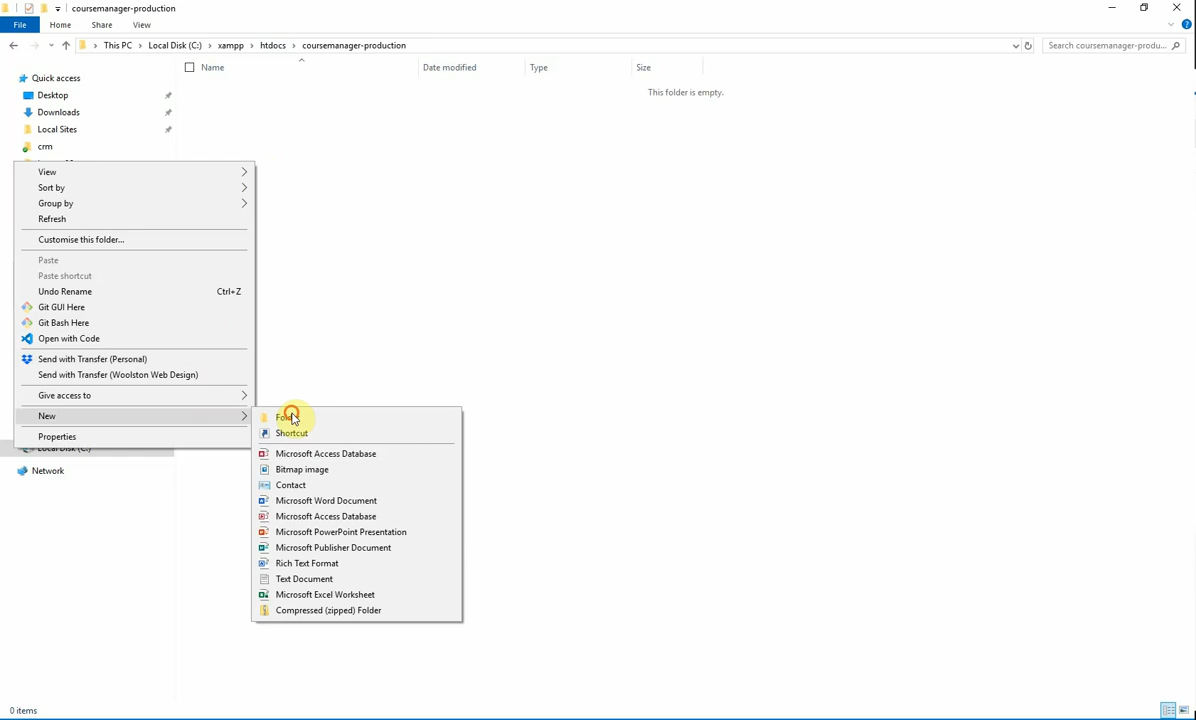 coursemanager-production
File Home Share View
This PC Local Disk (C:) xampp htdocs coursemanager-production
Search coursemanager-produ...
Name Date modified Type Size
This folder is empty.
Quick access
Desktop
Downloads
Local Sites
crm
View
Sort by
Group by
Refresh
Customise this folder...
Paste
Paste shortcut
Undo Rename Ctrl+Z
Git GUI Here
Git Bash Here
Open with Code
Send with Transfer (Personal)
Send with Transfer (Woolston Web Design)
Give access to
New
Properties
Local Disk (C:)
Network
Shortcut
Microsoft Access Database
Bitmap image
Contact
Microsoft Word Document
Microsoft Access Database
Microsoft PowerPoint Presentation
Microsoft Publisher Document
Rich Text Format
Text Document
Microsoft Excel Worksheet
Compressed (zipped) Folder
0 items